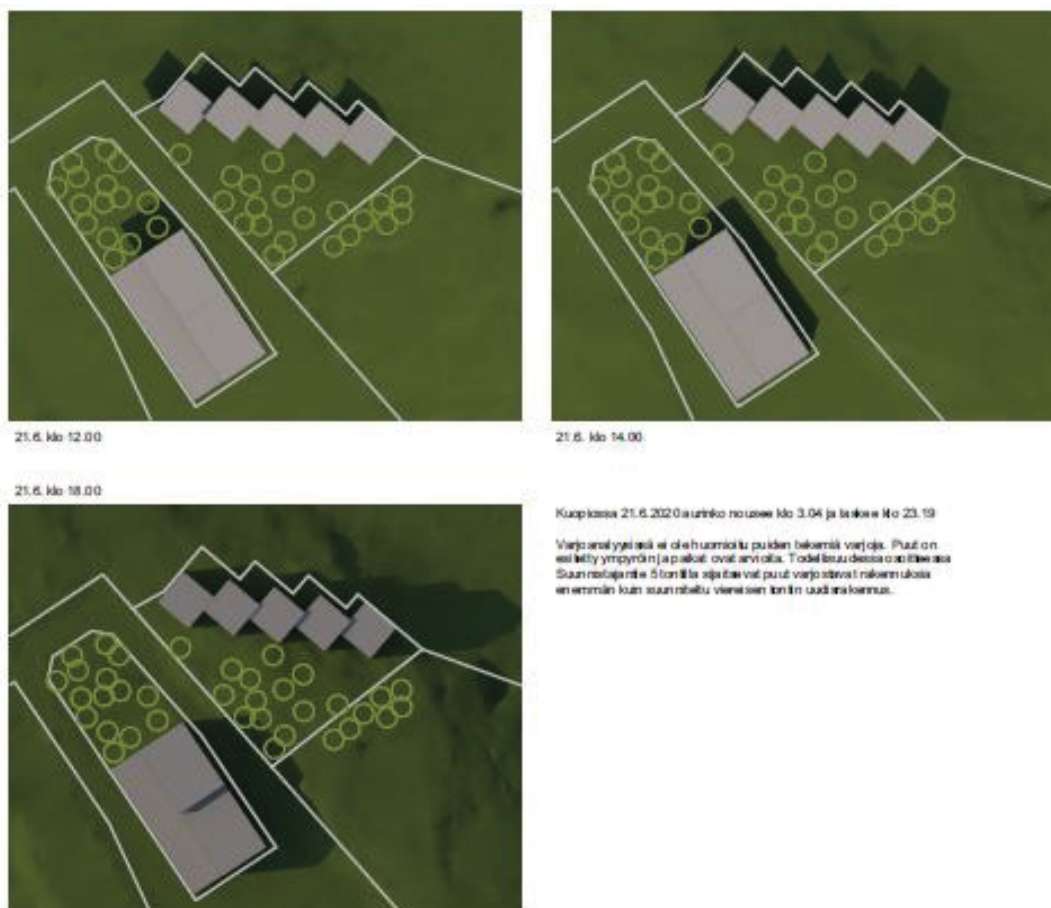 21.6. klo 12.00
21.6. klo 14.00
21.6. klo 18.00
Kuopiossa 21.6.2020 aurinko nousee klo 3.04 ja laskee klo 23.19
Varjoanalyysissä ei ole huomioitu puiden tekemiä varjoja. Puut on
esitetty ympyröin ja paikat ovat arvioita. Todellisuudessa osoitteessa
Suunnistajantie 5 tontilla sijaitsevat puut varjostavat rakennuksia
enemmän kuin suunniteltu viereisen tontin uudisrakennus.